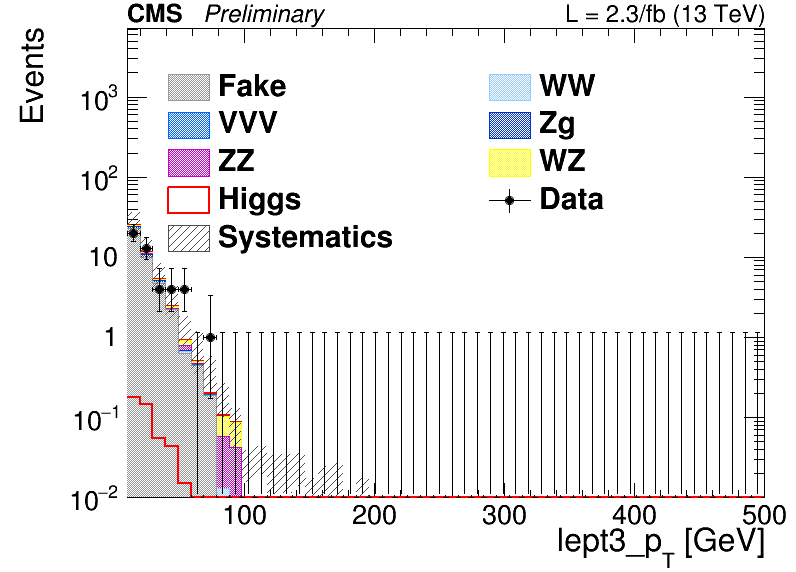 CMS Preliminary L = 2.3/fb (13 TeV)
Events
Fake WW
VVV Zg
ZZ WZ
Higgs Data
Systematics
10³
10²
10
1
10⁻¹
10⁻²
100 200 300 400 500
lept3_p_T [GeV]